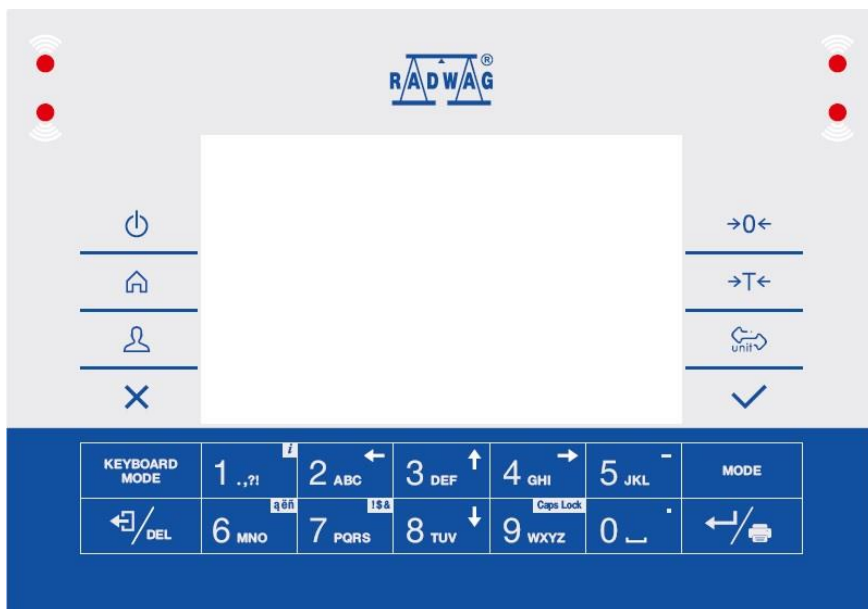 RADWAG®
→0←
→T←
unit
KEYBOARD MODE
1 .,?!
i
2 ABC
3 DEF
4 GHI
5 JKL
-
MODE
DEL
6 MNO
ą ë ñ
7 PQRS
!$&
8 TUV
9 WXYZ
Caps Lock
0
.